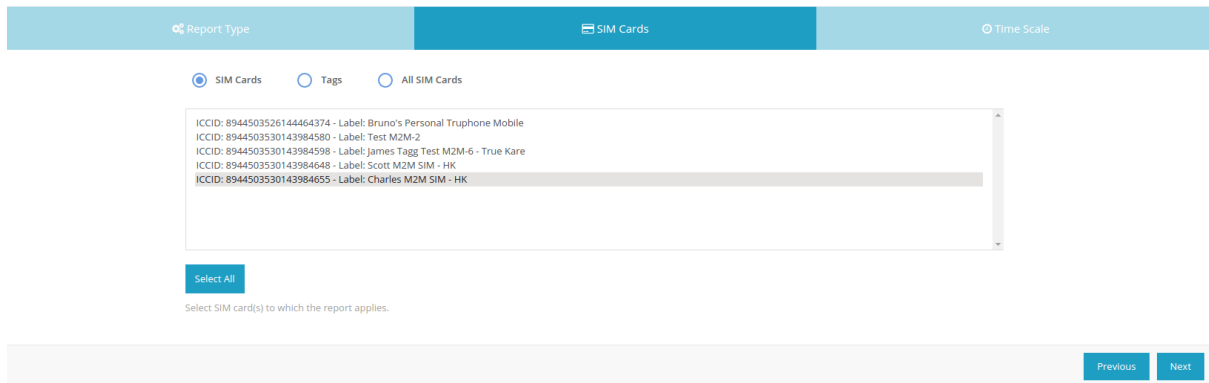 Report Type
SIM Cards
Time Scale
SIM Cards
Tags
All SIM Cards
ICCID: 8944503526144464374 - Label: Bruno's Personal Truphone Mobile
ICCID: 8944503530143984580 - Label: Test M2M-2
ICCID: 8944503530143984598 - Label: James Tagg Test M2M-6 - True Kare
ICCID: 8944503530143984648 - Label: Scott M2M SIM - HK
ICCID: 8944503530143984655 - Label: Charles M2M SIM - HK
Select All
Select SIM card(s) to which the report applies.
Previous
Next